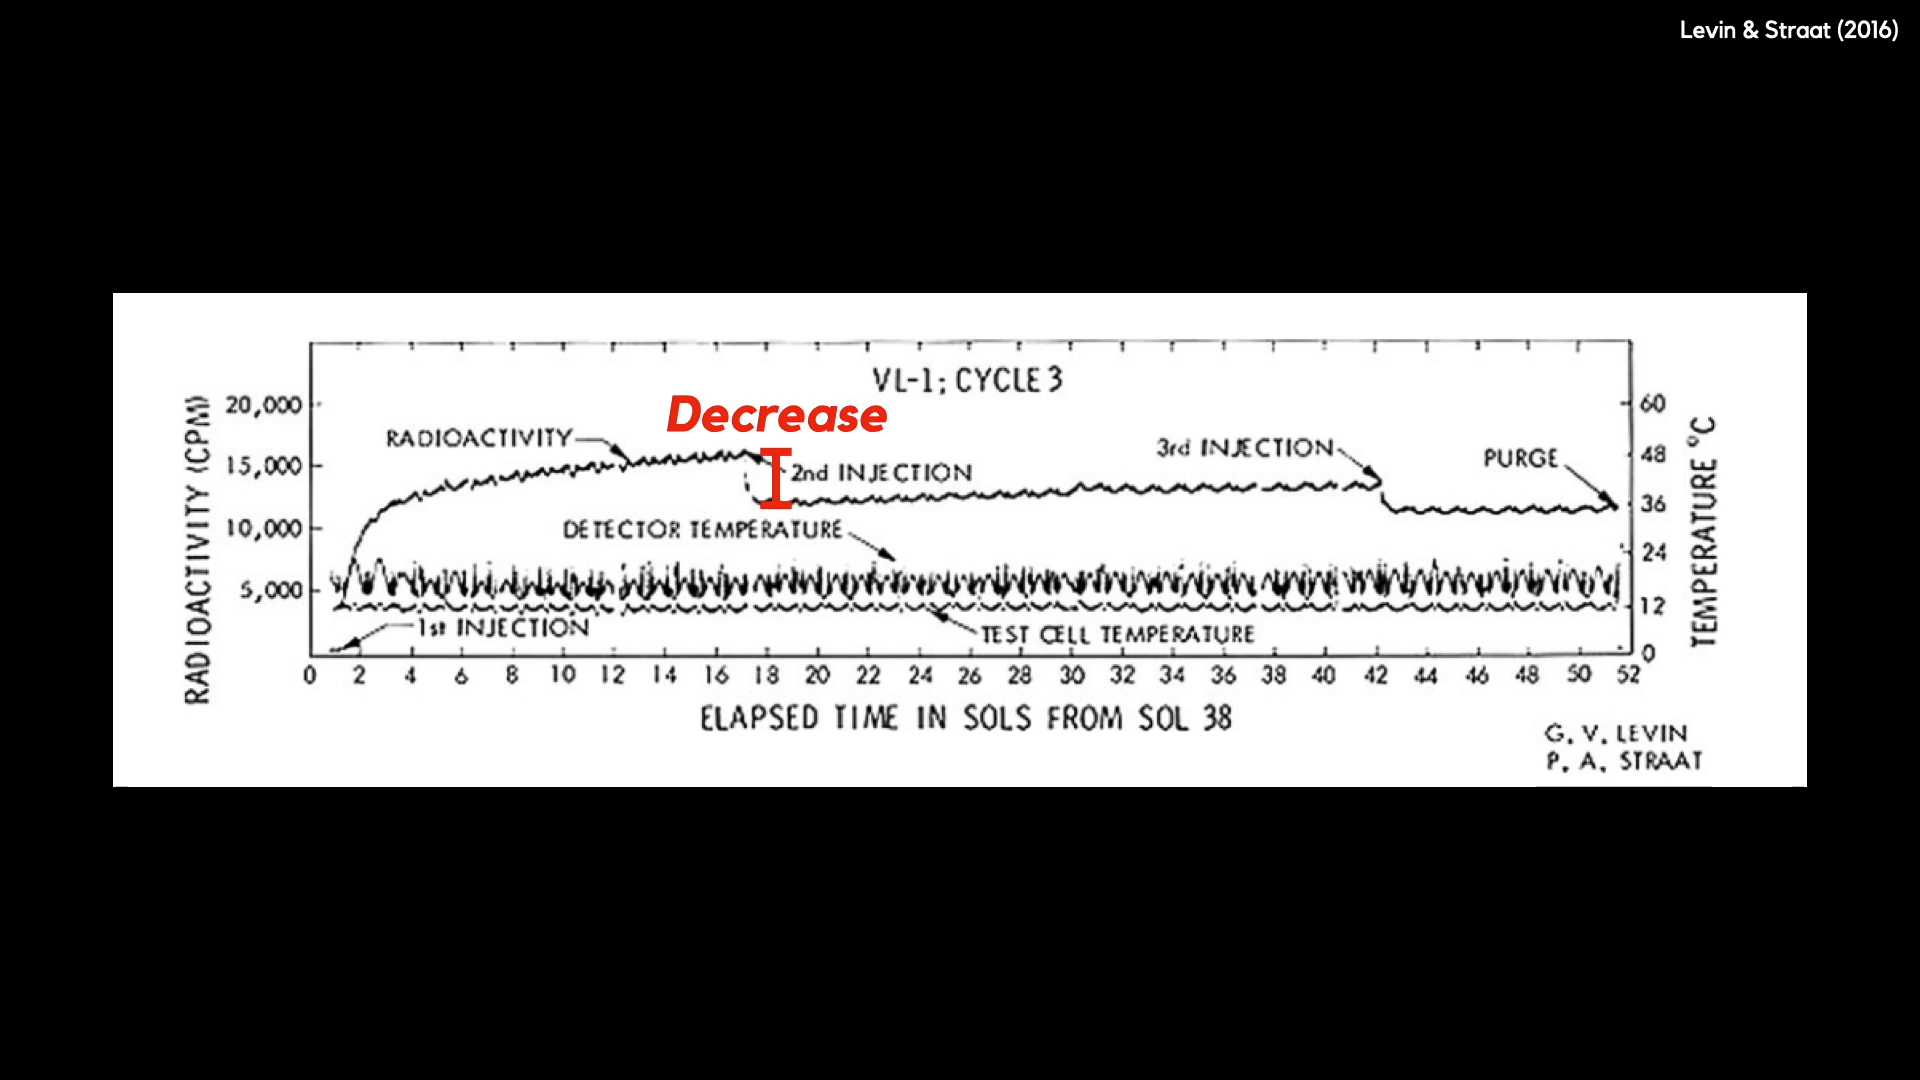 Levin & Straat (2016)
VL-1; CYCLE 3
Decrease
20,000
15,000
10,000
5,000
RADIOACTIVITY (CPM)
RADIOACTIVITY
2nd INJECTION
3rd INJECTION
PURGE
DETECTOR TEMPERATURE
1st INJECTION
TEST CELL TEMPERATURE
60
48
36
24
12
0
TEMPERATURE °C
0 2 4 6 8 10 12 14 16 18 20 22 24 26 28 30 32 34 36 38 40 42 44 46 48 50 52
ELAPSED TIME IN SOLS FROM SOL 38
G. V. LEVIN
P. A. STRAAT